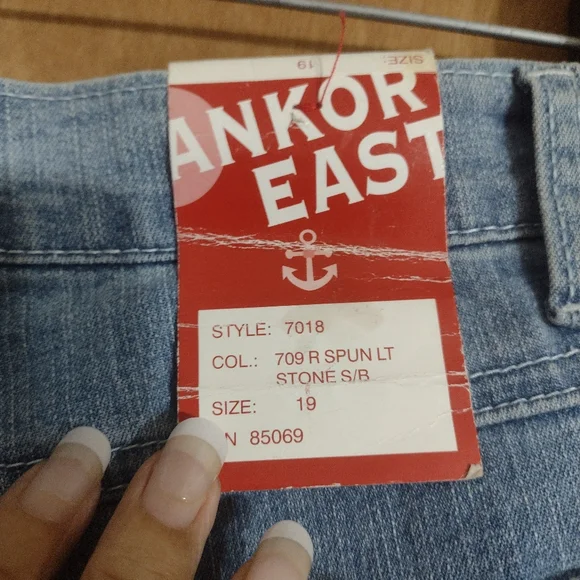 SIZE: 19
ANKOR
EAST
STYLE: 7018
COL.: 709 R SPUN LT
STONE S/B
SIZE: 19
N 85069